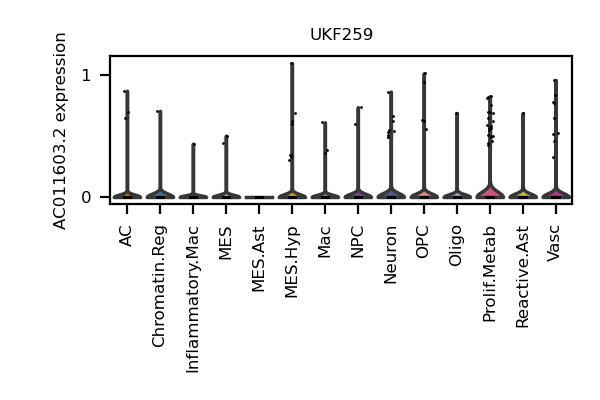 UKF259
AC011603.2 expression
1
0
AC
Chromatin.Reg
Inflammatory.Mac
MES
MES.Ast
MES.Hyp
Mac
NPC
Neuron
OPC
Oligo
Prolif.Metab
Reactive.Ast
Vasc